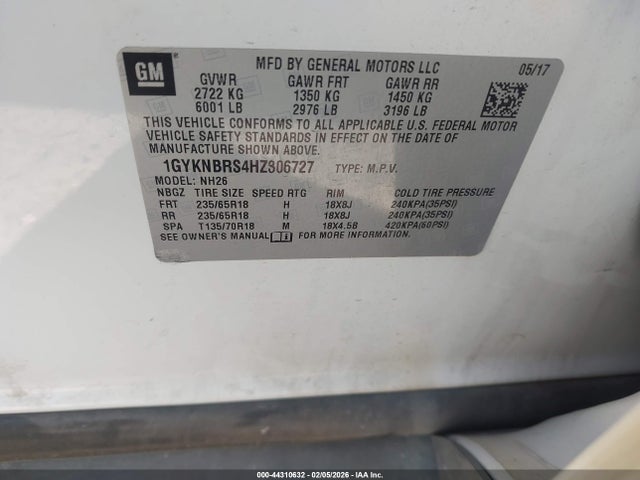 GM
MFD BY GENERAL MOTORS LLC 05/17
GVWR GAWR FRT GAWR RR
2722 KG 1350 KG 1450 KG
6001 LB 2976 LB 3196 LB
THIS VEHICLE CONFORMS TO ALL APPLICABLE U.S. FEDERAL MOTOR
VEHICLE SAFETY STANDARDS IN EFFECT ON THE DATE OF
MANUFACTURE SHOWN ABOVE.
1GYKNBRS4HZ306727 TYPE: M.P.V.
MODEL: NH26
NBGZ TIRE SIZE SPEED RTG RIM COLD TIRE PRESSURE
FRT 235/65R18 H 18X8J 240KPA(35PSI)
RR 235/65R18 H 18X8J 240KPA(35PSI)
SPA T135/70R18 M 18X4.5B 420KPA(60PSI)
SEE OWNER'S MANUAL FOR MORE INFORMATION.
000-44310632 - 02/05/2026 - IAA Inc.